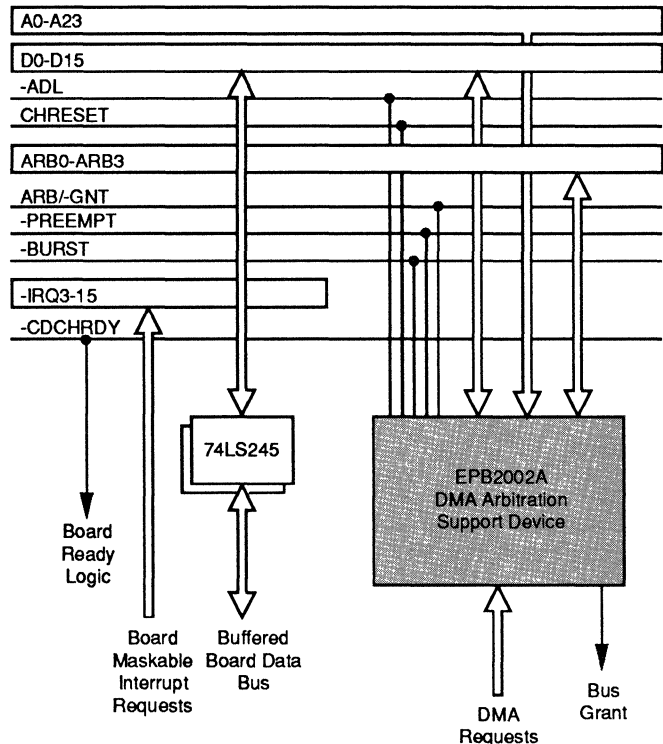 A0-A23
D0-D15
-ADL
CHRESET
ARB0-ARB3
ARB/-GNT
-PREEMPT
-BURST
-IRQ3-15
-CDCHRDY
74LS245
EPB2002A
DMA Arbitration
Support Device
Board
Ready
Logic
Board
Maskable
Interrupt
Requests
Buffered
Board Data
Bus
DMA
Requests
Bus
Grant